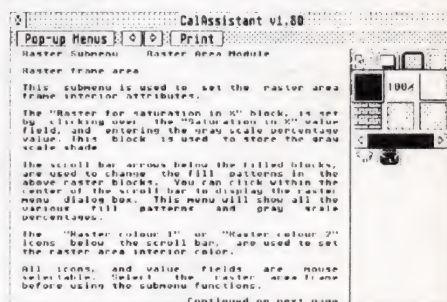 CalAssistant v1.80
Pop-up Menus Print
Raster Submenu Raster Area Module
Raster frame area
This submenu is used to set the raster area
frame interior attributes.
The "Raster for saturation in %" block, is set
by clicking over the "Saturation in %" value
field, and entering the gray scale percentage
value. This block is used to store the gray
scale shade
The scroll bar arrows below the filled blocks,
are used to change the fill patterns in the
above raster blocks. You can click within the
center of the scroll bar to display the raster
menu dialog box. This menu will show all the
various fill patterns and gray scale
percentages.
The "Raster colour 1" or "Raster colour 2"
icons below the scroll bar, are used to set
the raster area interior color.
All icons, and value fields are mouse
selectable. Select the raster area frame
before using the submenu functions.
Continued on next page
100%